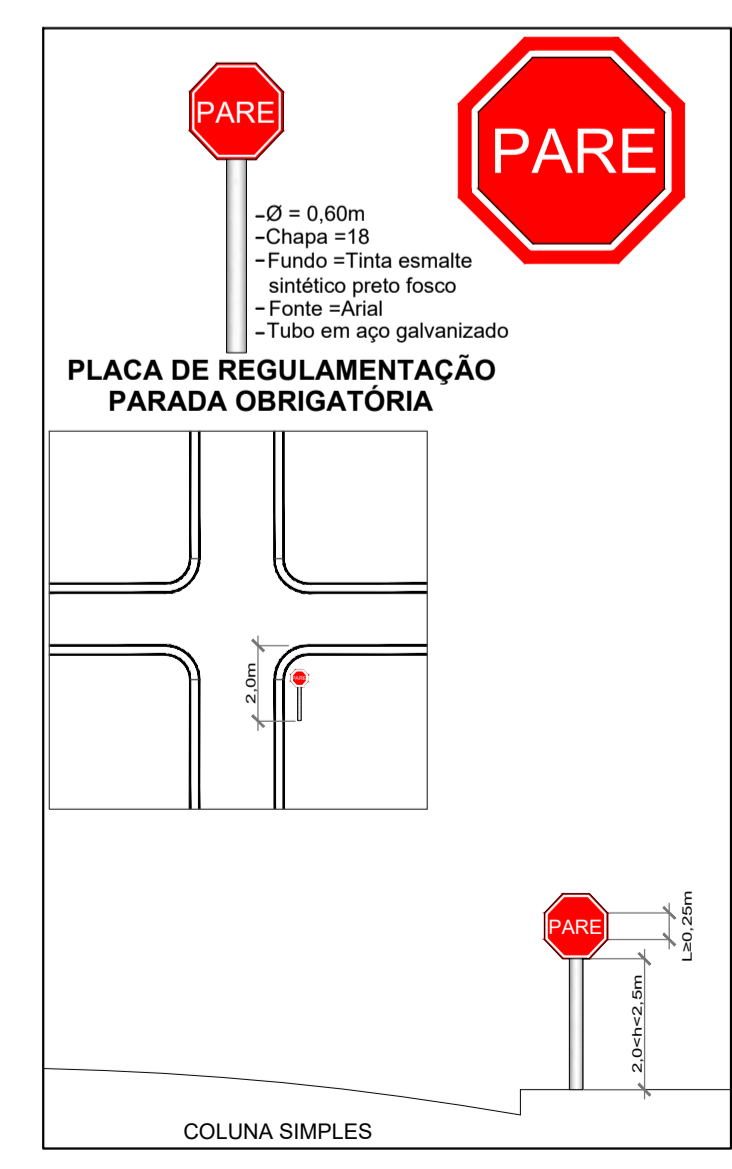 PARE
PARE
-Ø = 0,60m
-Chapa =18
-Fundo =Tinta esmalte
sintético preto fosco
-Fonte =Arial
-Tubo em aço galvanizado
PLACA DE REGULAMENTAÇÃO
PARADA OBRIGATÓRIA
2,0m
PARE
PARE
L≥0,25m
2,0<h<2,5m
COLUNA SIMPLES